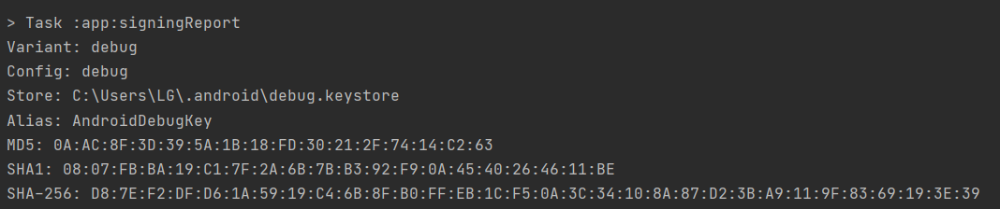 > Task :app:signingReport
Variant: debug
Config: debug
Store: C:\Users\LG\.android\debug.keystore
Alias: AndroidDebugKey
MD5: 0A:AC:8F:3D:39:5A:1B:18:FD:30:21:2F:74:14:C2:63
SHA1: 08:07:FB:BA:19:C1:7F:2A:6B:7B:B3:92:F9:0A:45:40:26:46:11:BE
SHA-256: D8:7E:F2:DF:D6:1A:59:19:C4:6B:8F:B0:FF:EB:1C:F5:0A:3C:34:10:8A:87:D2:3B:A9:11:9F:83:69:19:3E:39